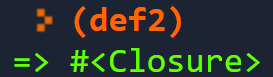 (def2)
=> #<Closure>